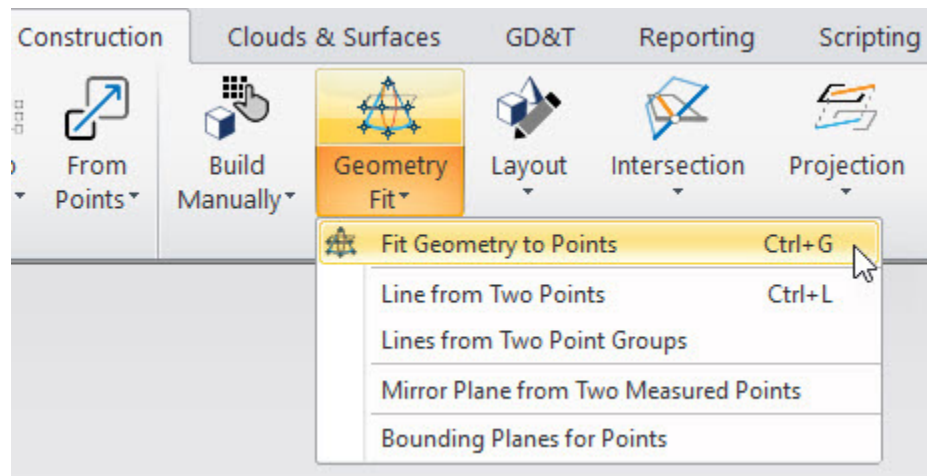 Construction
Clouds & Surfaces
GD&T
Reporting
Scripting
From
Points
Build
Manually
Geometry
Fit
Layout
Intersection
Projection
Fit Geometry to Points Ctrl+G
Line from Two Points Ctrl+L
Lines from Two Point Groups
Mirror Plane from Two Measured Points
Bounding Planes for Points